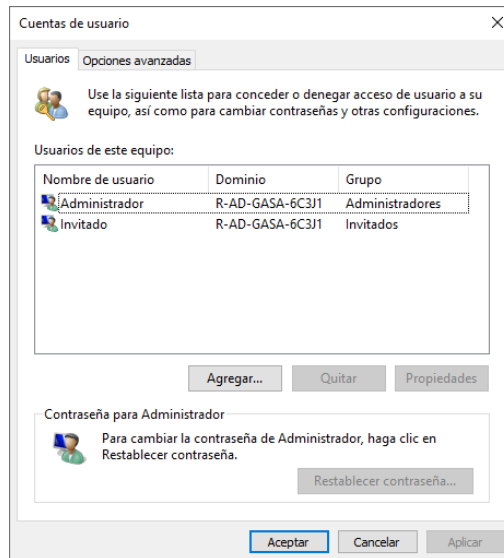 Cuentas de usuario
Usuarios Opciones avanzadas
Use la siguiente lista para conceder o denegar acceso de usuario a su
equipo, así como para cambiar contraseñas y otras configuraciones.
Usuarios de este equipo:
Nombre de usuario Dominio Grupo
Administrador R-AD-GASA-6C3J1 Administradores
Invitado R-AD-GASA-6C3J1 Invitados
Agregar... Quitar Propiedades
Contraseña para Administrador
Para cambiar la contraseña de Administrador, haga clic en
Restablecer contraseña.
Restablecer contraseña...
Aceptar Cancelar Aplicar